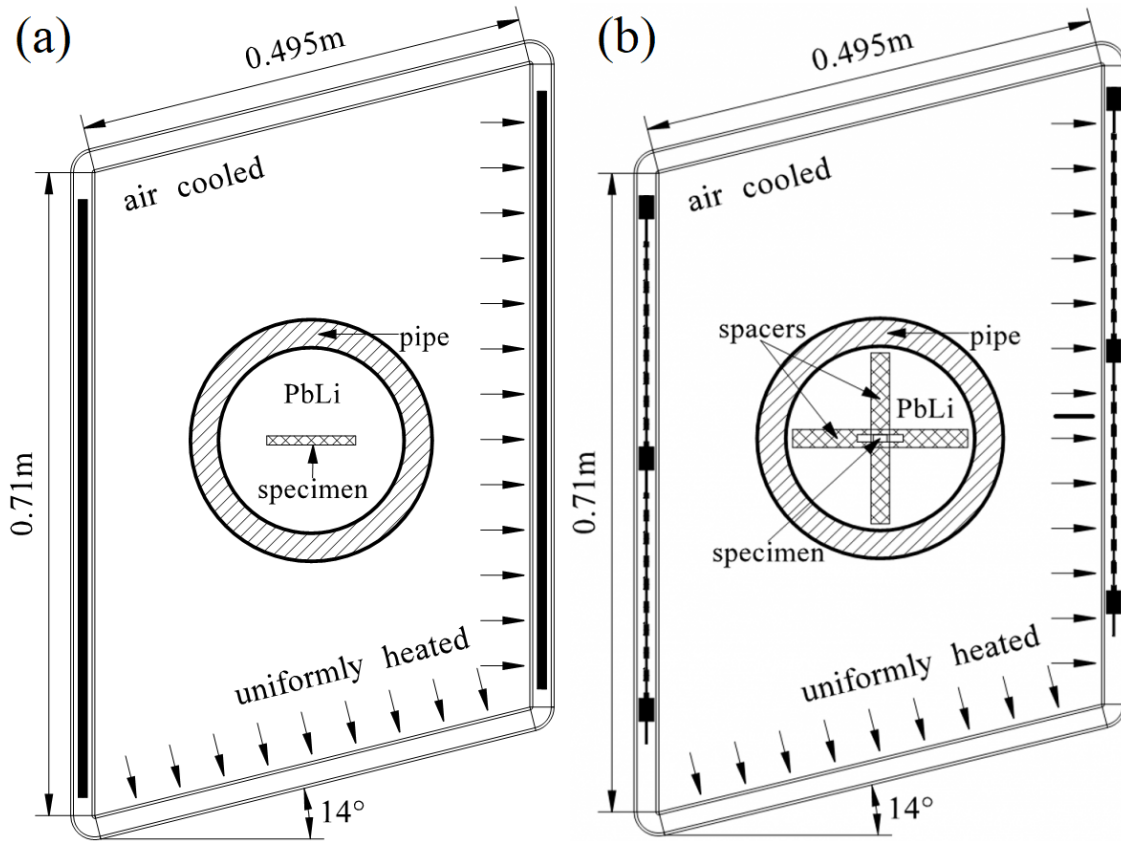 (a)
0.495m
air cooled
pipe
PbLi
specimen
0.71m
uniformly heated
14°
(b)
0.495m
air cooled
spacers
pipe
PbLi
specimen
0.71m
uniformly heated
14°